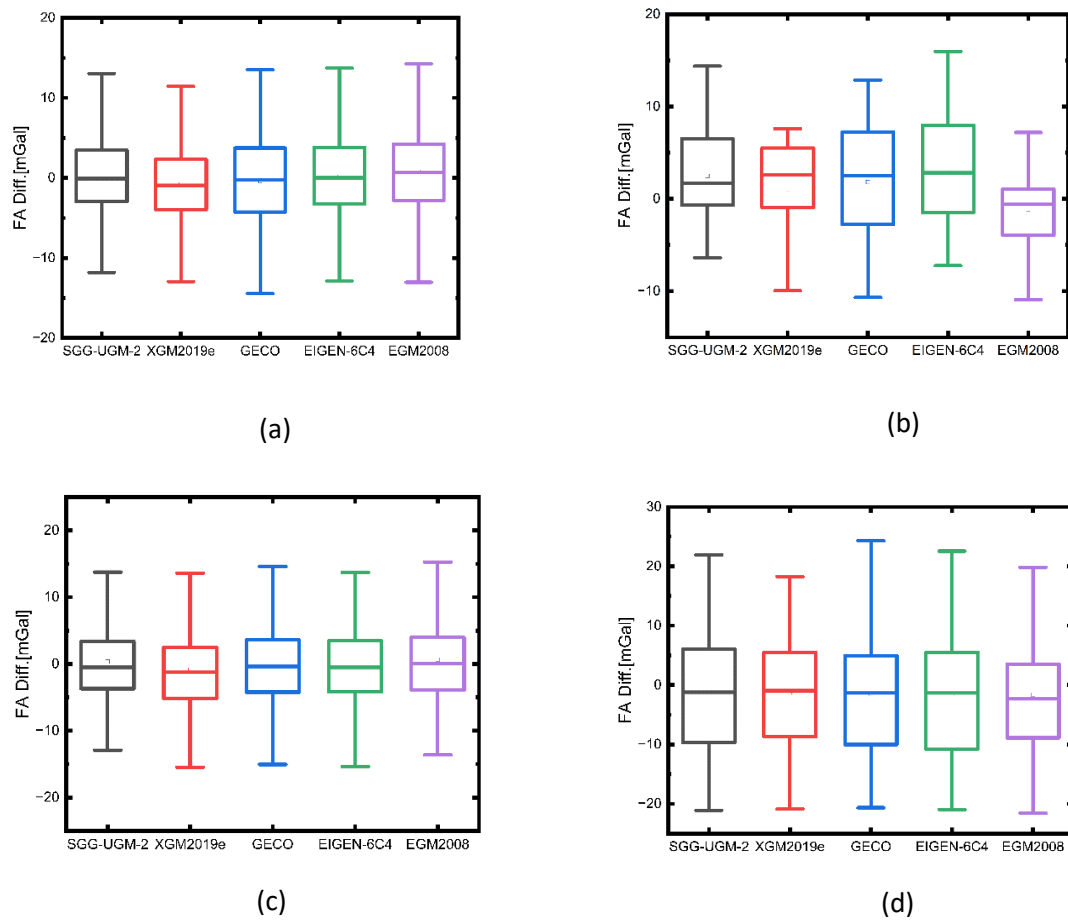 20
10
0
−10
−20
FA Diff.[mGal]
SGG-UGM-2 XGM2019e GECO EIGEN-6C4 EGM2008
(a)
20
10
0
−10
FA Diff.[mGal]
SGG-UGM-2 XGM2019e GECO EIGEN-6C4 EGM2008
(b)
20
10
0
−10
−20
FA Diff.[mGal]
SGG-UGM-2 XGM2019e GECO EIGEN-6C4 EGM2008
(c)
30
20
10
−0
−10
−20
FA Diff.[mGal]
SGG-UGM-2 XGM2019e GECO EIGEN-6C4 EGM2008
(d)